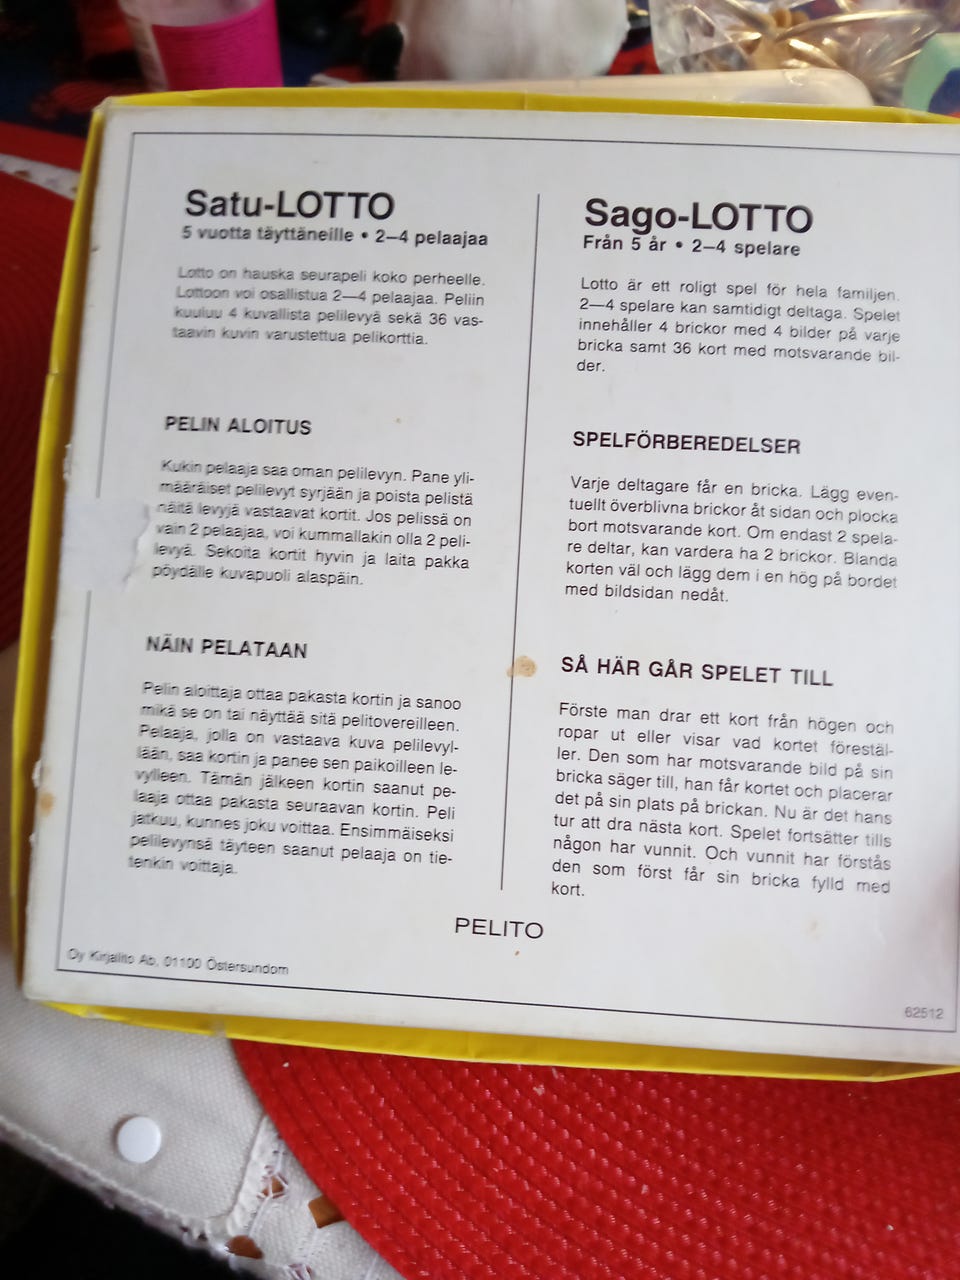 Satu-LOTTO
5 vuotta täyttäneille • 2–4 pelaajaa
Lotto on hauska seurapeli koko perheelle.
Lottoon voi osallistua 2—4 pelaajaa. Peliin
kuuluu 4 kuvallista pelilevyä sekä 36 vas-
taavin kuvin varustettua pelikorttia.
PELIN ALOITUS
Kukin pelaaja saa oman pelilevyn. Pane yli-
määräiset pelilevyt syrjään ja poista pelistä
näitä levyjä vastaavat kortit. Jos pelissä on
vain 2 pelaajaa, voi kummallakin olla 2 peli-
levyä. Sekoita kortit hyvin ja laita pakka
pöydälle kuvapuoli alaspäin.
NÄIN PELATAAN
Pelin aloittaja ottaa pakasta kortin ja sanoo
mikä se on tai näyttää sitä pelitovereilleen.
Pelaaja, jolla on vastaava kuva pelilevyl-
lään, saa kortin ja panee sen paikoilleen le-
vylleen. Tämän jälkeen kortin saanut pe-
laaja ottaa pakasta seuraavan kortin. Peli
jatkuu, kunnes joku voittaa. Ensimmäiseksi
pelilevynsä täyteen saanut pelaaja on tie-
tenkin voittaja.
Sago-LOTTO
Från 5 år • 2–4 spelare
Lotto är ett roligt spel för hela familjen.
2—4 spelare kan samtidigt deltaga. Spelet
innehåller 4 brickor med 4 bilder på varje
bricka samt 36 kort med motsvarande bil-
der.
SPELFÖRBEREDELSER
Varje deltagare får en bricka. Lägg even-
tuellt överblivna brickor åt sidan och plocka
bort motsvarande kort. Om endast 2 spela-
re deltar, kan vardera ha 2 brickor. Blanda
korten väl och lägg dem i en hög på bordet
med bildsidan nedåt.
SÅ HÄR GÅR SPELET TILL
Förste man drar ett kort från högen och
ropar ut eller visar vad kortet förestäl-
ler. Den som har motsvarande bild på sin
bricka säger till, han får kortet och placerar
det på sin plats på brickan. Nu är det hans
tur att dra nästa kort. Spelet fortsätter tills
någon har vunnit. Och vunnit har förstås
den som först får sin bricka fylld med
kort.
PELITO
Oy Kirjalito Ab, 01100 Östersundom
62512